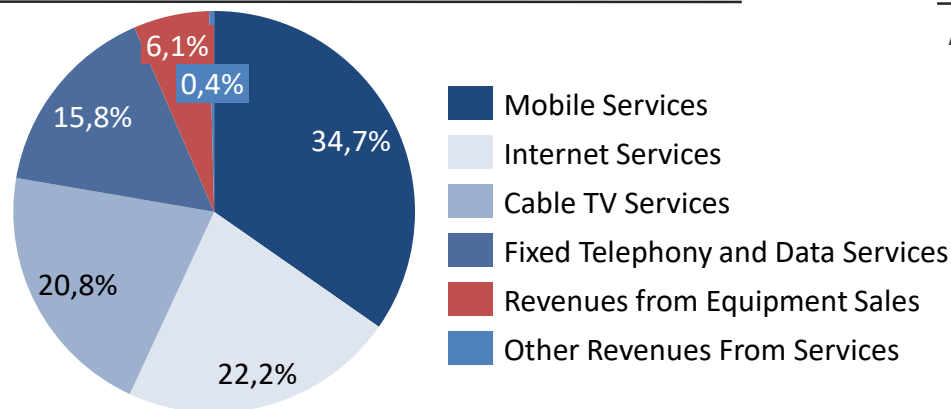 6,1%
0,4%
15,8%
34,7%
20,8%
22,2%
Mobile Services
Internet Services
Cable TV Services
Fixed Telephony and Data Services
Revenues from Equipment Sales
Other Revenues From Services